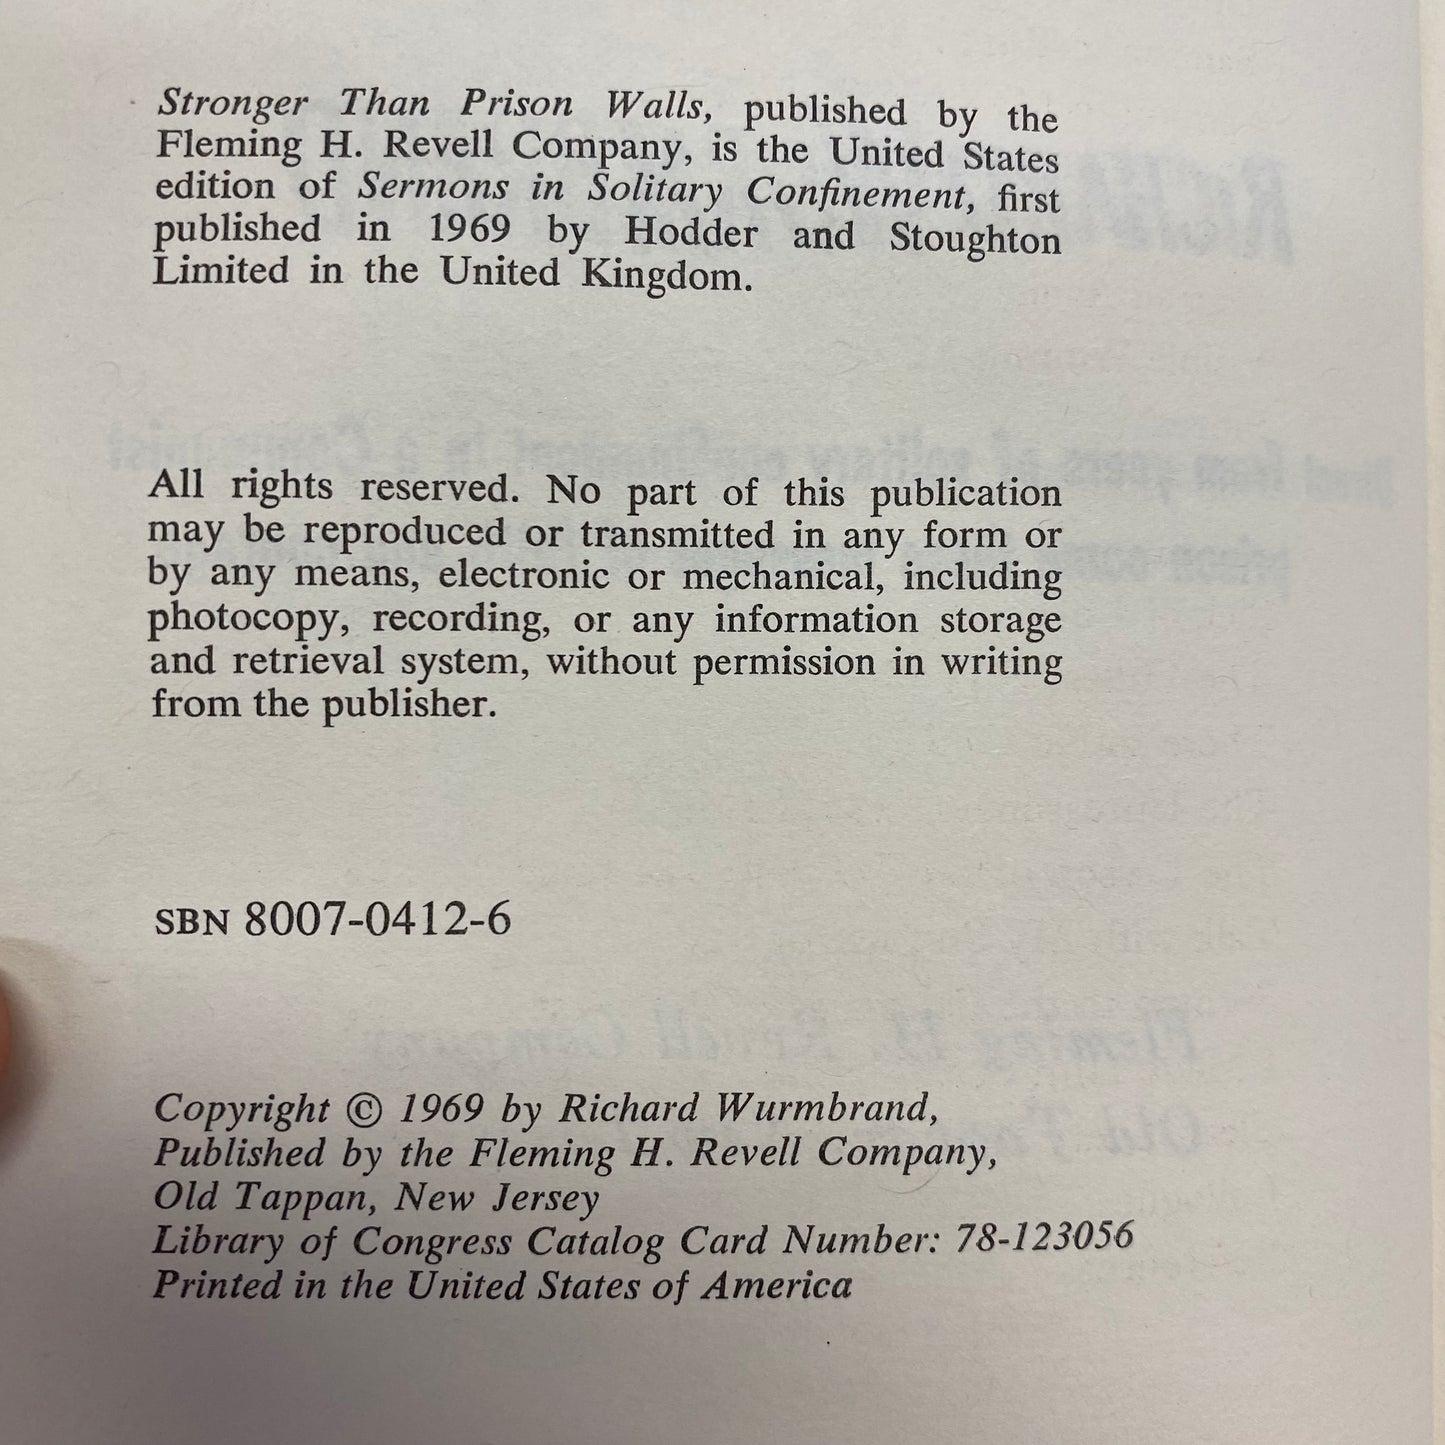 Stronger Than Prison Walls, published by the
Fleming H. Revell Company, is the United States
edition of Sermons in Solitary Confinement, first
published in 1969 by Hodder and Stoughton
Limited in the United Kingdom.
All rights reserved. No part of this publication
may be reproduced or transmitted in any form or
by any means, electronic or mechanical, including
photocopy, recording, or any information storage
and retrieval system, without permission in writing
from the publisher.
SBN 8007-0412-6
Copyright © 1969 by Richard Wurmbrand,
Published by the Fleming H. Revell Company,
Old Tappan, New Jersey
Library of Congress Catalog Card Number: 78-123056
Printed in the United States of America